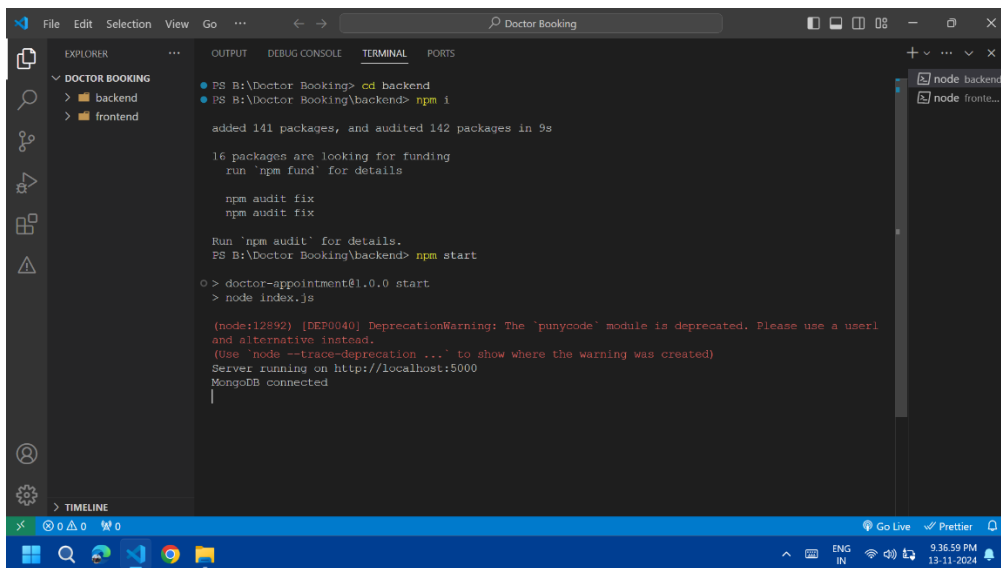 File Edit Selection View Go ··· Doctor Booking
EXPLORER ···
DOCTOR BOOKING
backend
frontend
TIMELINE
OUTPUT DEBUG CONSOLE TERMINAL PORTS
PS B:\Doctor Booking> cd backend
PS B:\Doctor Booking\backend> npm i
added 141 packages, and audited 142 packages in 9s
16 packages are looking for funding
run `npm fund` for details
npm audit fix
npm audit fix
Run `npm audit` for details.
PS B:\Doctor Booking\backend> npm start
> doctor-appointment@1.0.0 start
> node index.js
(node:12892) [DEP0040] DeprecationWarning: The `punycode` module is deprecated. Please use a userl
and alternative instead.
(Use `node --trace-deprecation ...` to show where the warning was created)
Server running on http://localhost:5000
MongoDB connected
node backend
node fronte...
0 0 0 Go Live Prettier
ENG
IN
9.36.59 PM
13-11-2024